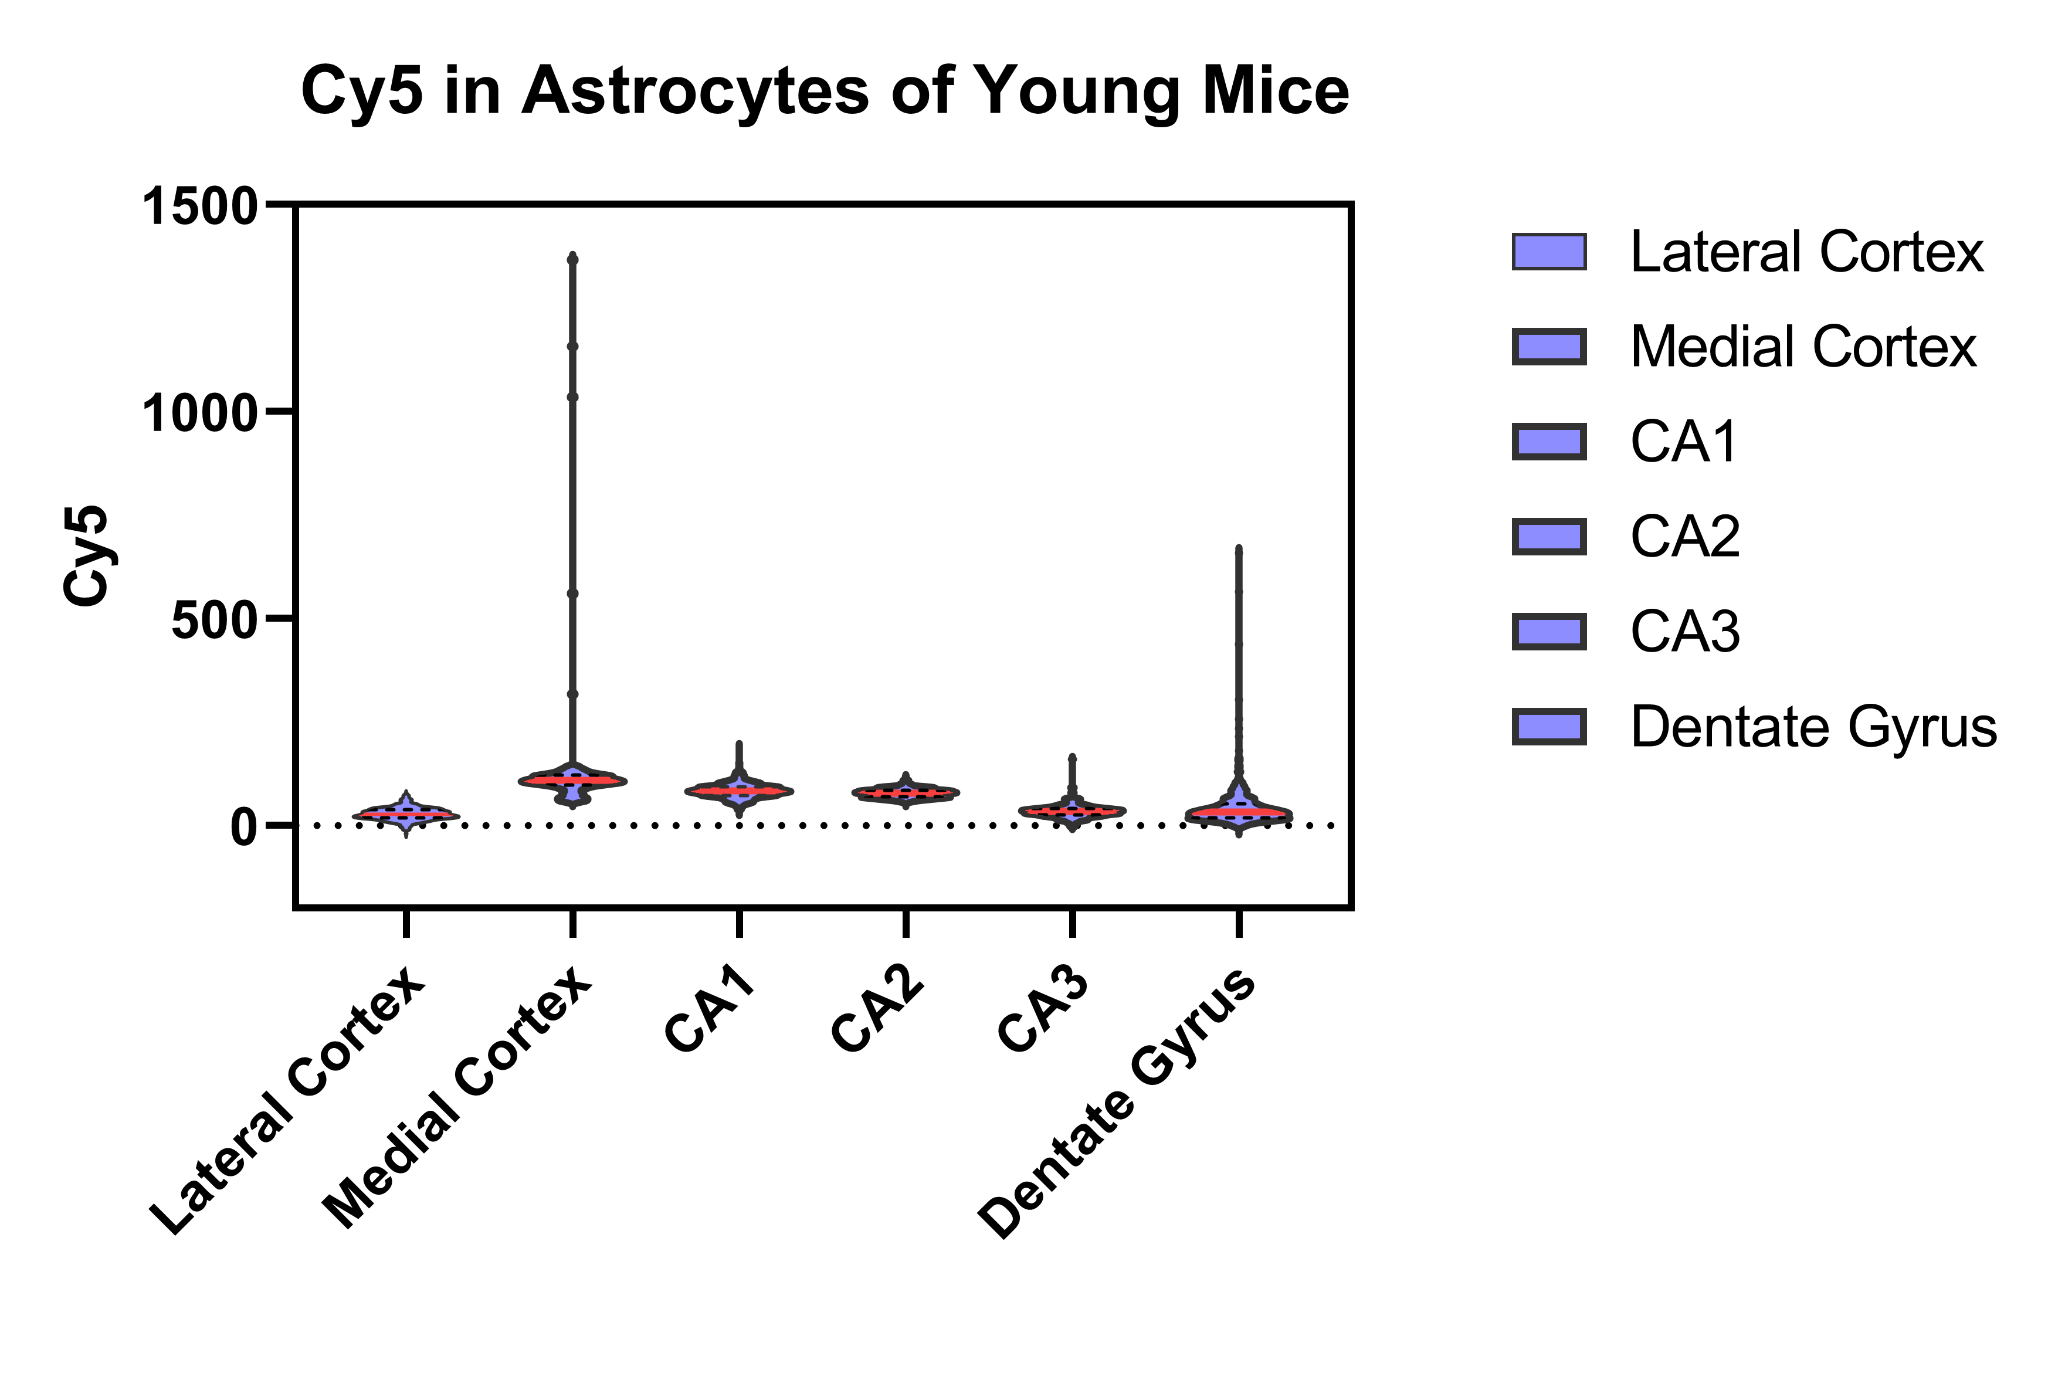 Cy5 in Astrocytes of Young Mice
1500
1000
500
0
Cy5
Lateral Cortex
Medial Cortex
CA1
CA2
CA3
Dentate Gyrus
Lateral Cortex
Medial Cortex
CA1
CA2
CA3
Dentate Gyrus